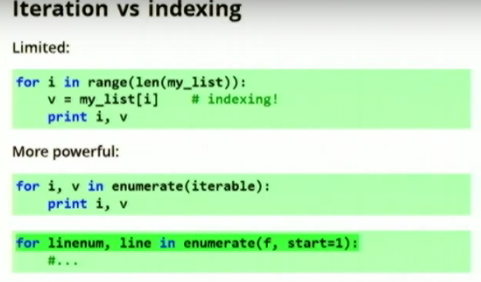 Iteration vs indexing
Limited:
for i in range(len(my_list)):
    v = my_list[i]    # indexing!
    print i, v
More powerful:
for i, v in enumerate(iterable):
    print i, v
for linenum, line in enumerate(f, start=1):
    #...